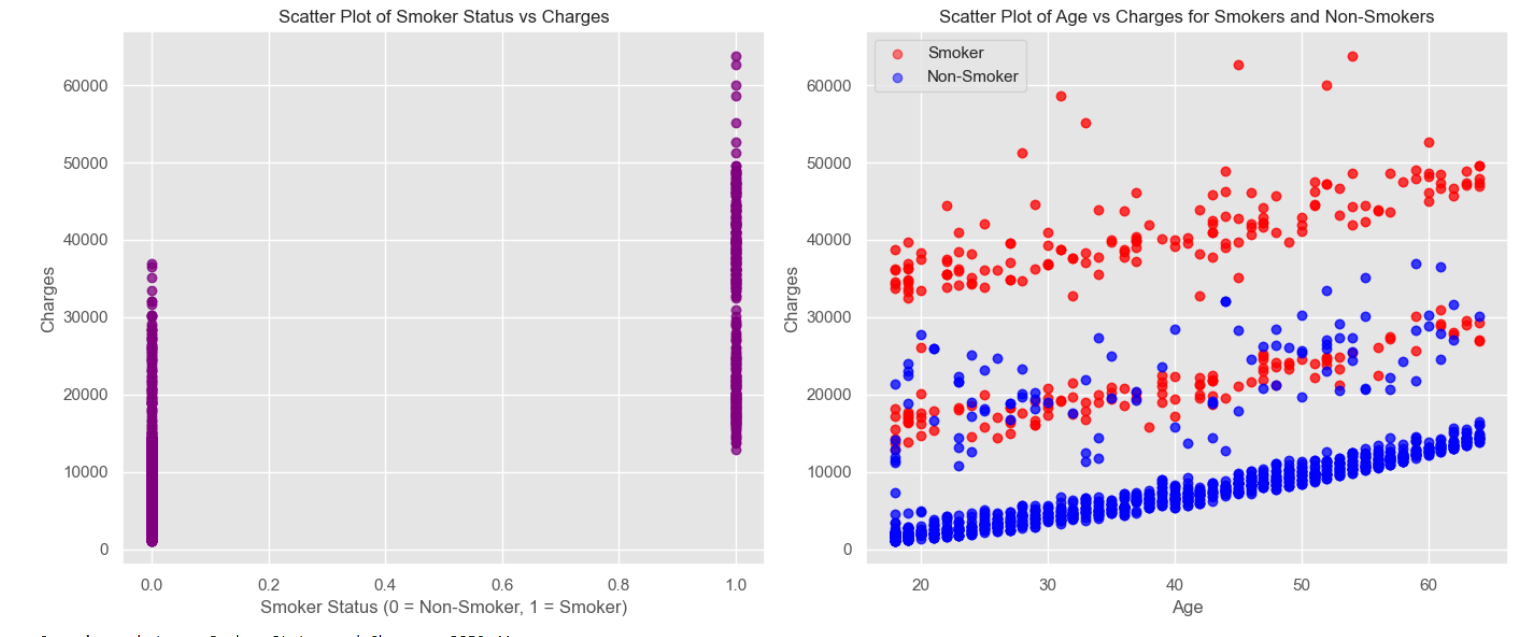 Scatter Plot of Smoker Status vs Charges
60000
50000
40000
30000
20000
10000
0
Charges
0.0 0.2 0.4 0.6 0.8 1.0
Smoker Status (0 = Non-Smoker, 1 = Smoker)
Scatter Plot of Age vs Charges for Smokers and Non-Smokers
Smoker
Non-Smoker
60000
50000
40000
30000
20000
10000
0
Charges
20 30 40 50 60
Age